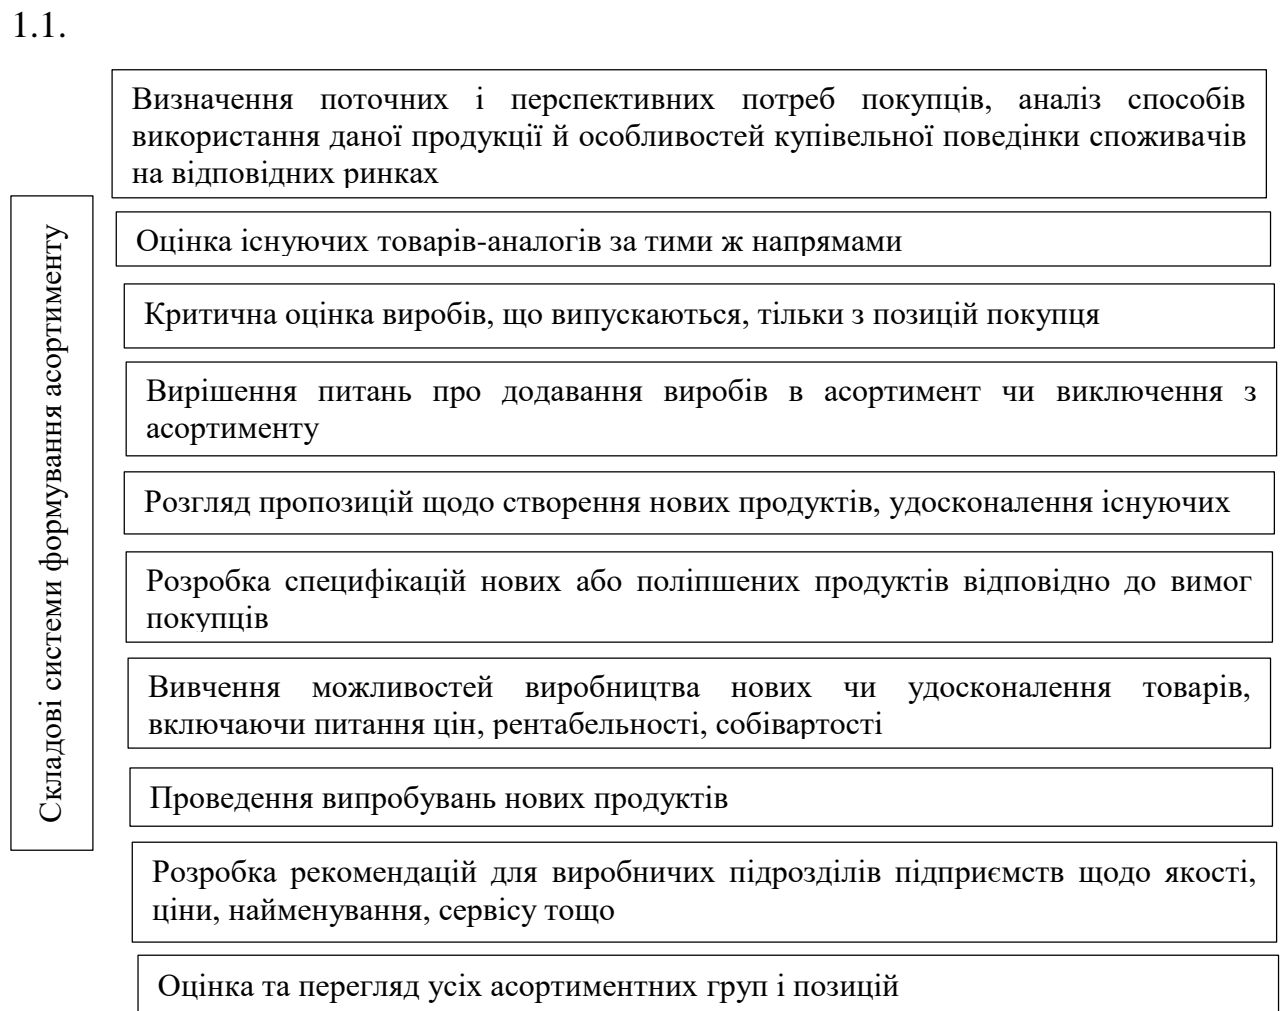 1.1.
Визначення поточних і перспективних потреб покупців, аналіз способів
використання даної продукції й особливостей купівельної поведінки споживачів
на відповідних ринках
Складові системи формування асортименту
Оцінка існуючих товарів-аналогів за тими ж напрямами
Критична оцінка виробів, що випускаються, тільки з позицій покупця
Вирішення питань про додавання виробів в асортимент чи виключення з
асортименту
Розгляд пропозицій щодо створення нових продуктів, удосконалення існуючих
Розробка специфікацій нових або поліпшених продуктів відповідно до вимог
покупців
Вивчення можливостей виробництва нових чи удосконалення товарів,
включаючи питання цін, рентабельності, собівартості
Проведення випробувань нових продуктів
Розробка рекомендацій для виробничих підрозділів підприємств щодо якості,
ціни, найменування, сервісу тощо
Оцінка та перегляд усіх асортиментних груп і позицій